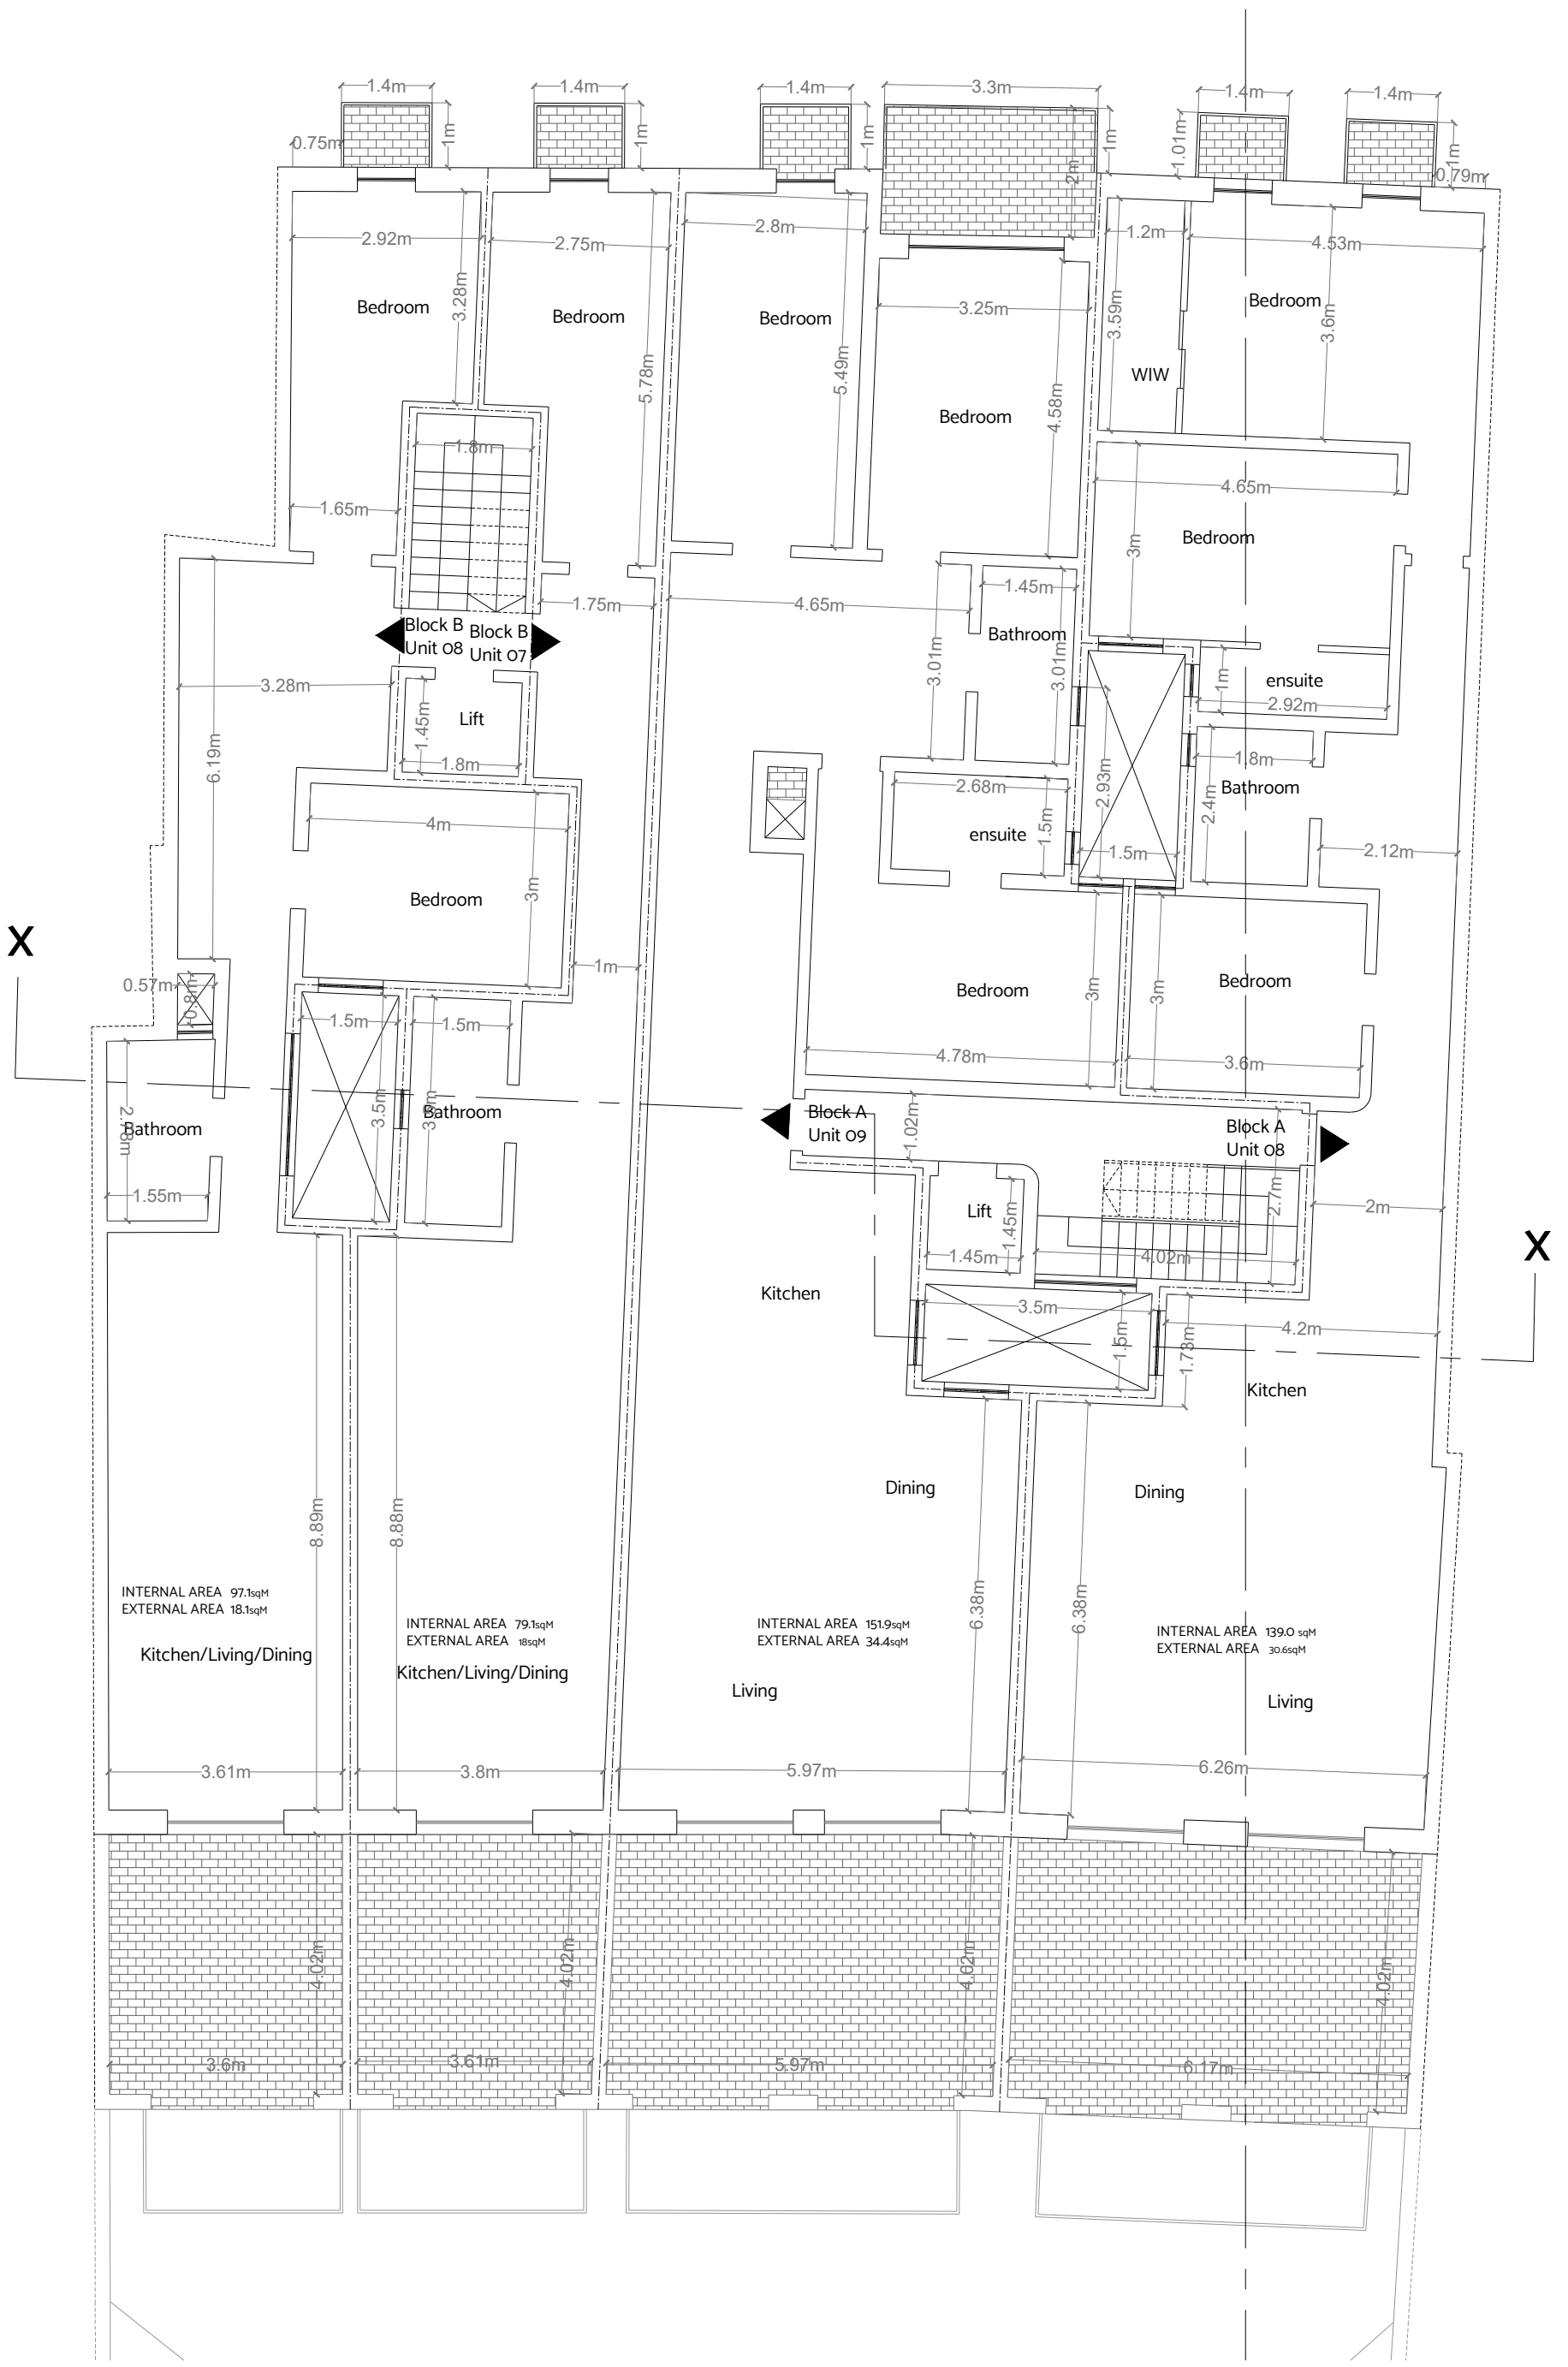 1.4m 1.4m 1.4m 3.3m 1.4m 1.4m
0.75m 1m 1m 1m 1m 2m 1.01m 1m 0.79m
2.92m 2.75m 2.8m 1.2m 4.53m
3.28m 5.78m 5.49m 3.25m 4.58m 3.59m 3.6m
Bedroom Bedroom Bedroom Bedroom
WIW
Bedroom
1.8m
1.65m 4.65m
Bedroom
3m
1.75m 4.65m 1.45m
Block B
Unit 08
Block B
Unit 07
Bathroom
3.01m 3.01m
3.28m
Lift
1.45m
1.8m
6.19m
ensuite
1m
2.92m
1.8m
Bathroom
2.4m
2.93m
2.68m
ensuite
1.5m
1.5m
2.12m
4m
Bedroom
3m
X
1m
0.57m
0.8m
Bedroom
3m
4.78m
Bedroom
3m
3.6m
1.5m 1.5m
3.5m
Bathroom
Bathroom
1.55m
Block A
Unit 09
1.02m
Block A
Unit 08
2.7m
2m
Lift
1.45m
1.45m
4.02m
X
Kitchen
3.5m
1.5m
1.73m
4.2m
Kitchen
Dining
Dining
8.89m 8.88m 6.38m 6.38m
INTERNAL AREA 97.1sqM
EXTERNAL AREA 18.1sqM
Kitchen/Living/Dining
INTERNAL AREA 79.1sqM
EXTERNAL AREA 18sqM
Kitchen/Living/Dining
INTERNAL AREA 151.9sqM
EXTERNAL AREA 34.4sqM
Living
INTERNAL AREA 139.0 sqM
EXTERNAL AREA 30.6sqM
Living
3.61m 3.8m 5.97m 6.26m
4.02m 4.02m 4.62m 4.02m
3.6m 3.61m 5.97m 6.17m